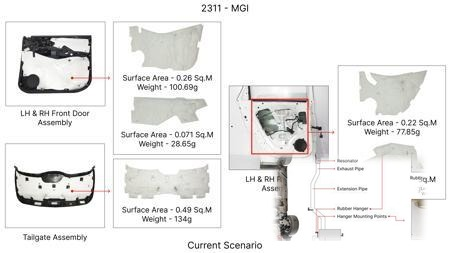 2311 - MGI
Surface Area - 0.26 Sq.M
Weight - 100.69g
LH & RH Front Door
Assembly
Surface Area - 0.071 Sq.M
Weight - 28.65g
Surface Area - 0.49 Sq.M
Weight - 134g
Tailgate Assembly
Surface Area - 0.22 Sq.M
Weight - 77.85g
LH & RH
Asse
Resonator
Exhaust Pipe
Extension Pipe
Rubber Hanger
Hanger Mounting Points
Rubb
q.M
Current Scenario